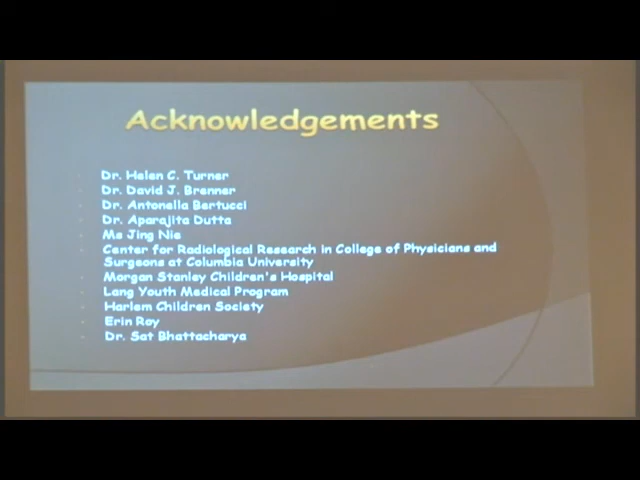 Acknowledgements
Dr. Helen C. Turner
Dr. David J. Brenner
Dr. Antonella Bertucci
Dr. Aparajita Dutta
Ms Jing Nie
Center for Radiological Research in College of Physicians and
Surgeons at Columbia University
Morgan Stanley Children's Hospital
Lang Youth Medical Program
Harlem Children Society
Erin Roy
Dr. Sat Bhattacharya